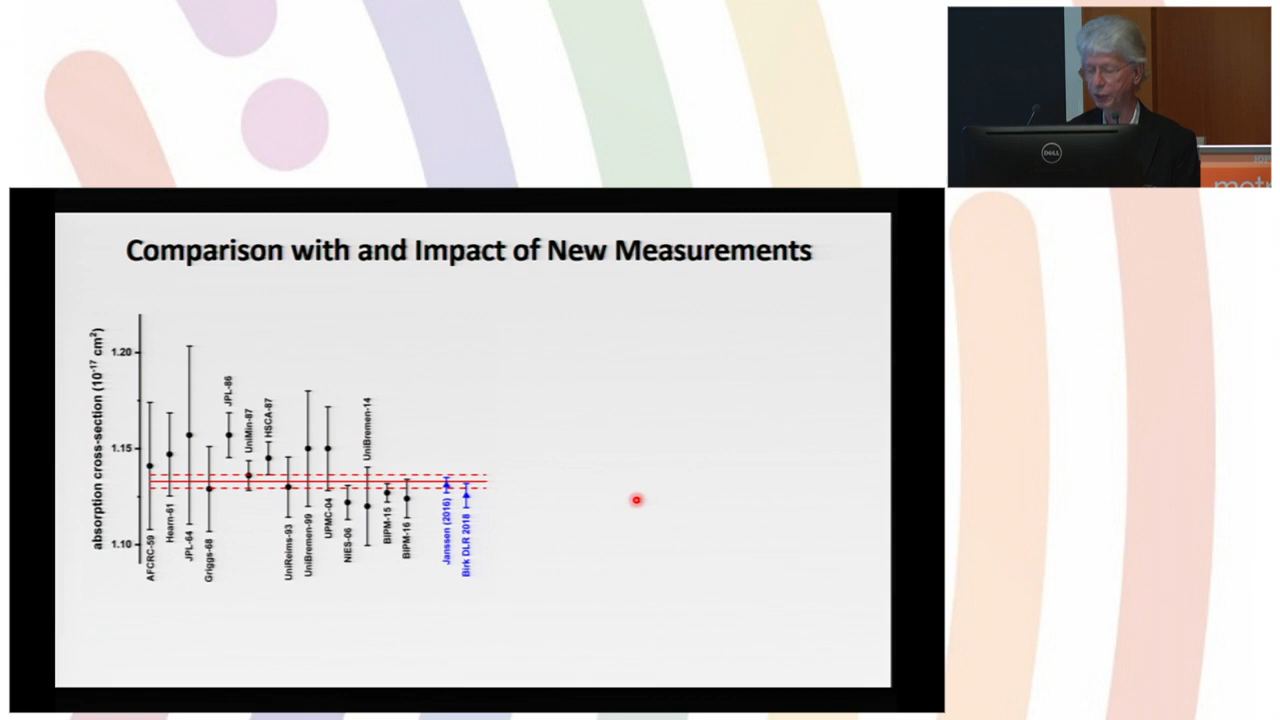 Comparison with and Impact of New Measurements
absorption cross-section (10⁻¹⁷ cm²)
1.20
1.15
1.10
AFCRC-59
Hearn-61
JPL-64
Griggs-68
JPL-86
UniMin-87
HSCA-87
UniReims-93
UniBremen-99
UPMC-04
NIES-06
UniBremen-14
BIPM-15
BIPM-16
Janssen (2016)
Birk DLR 2018
DELL